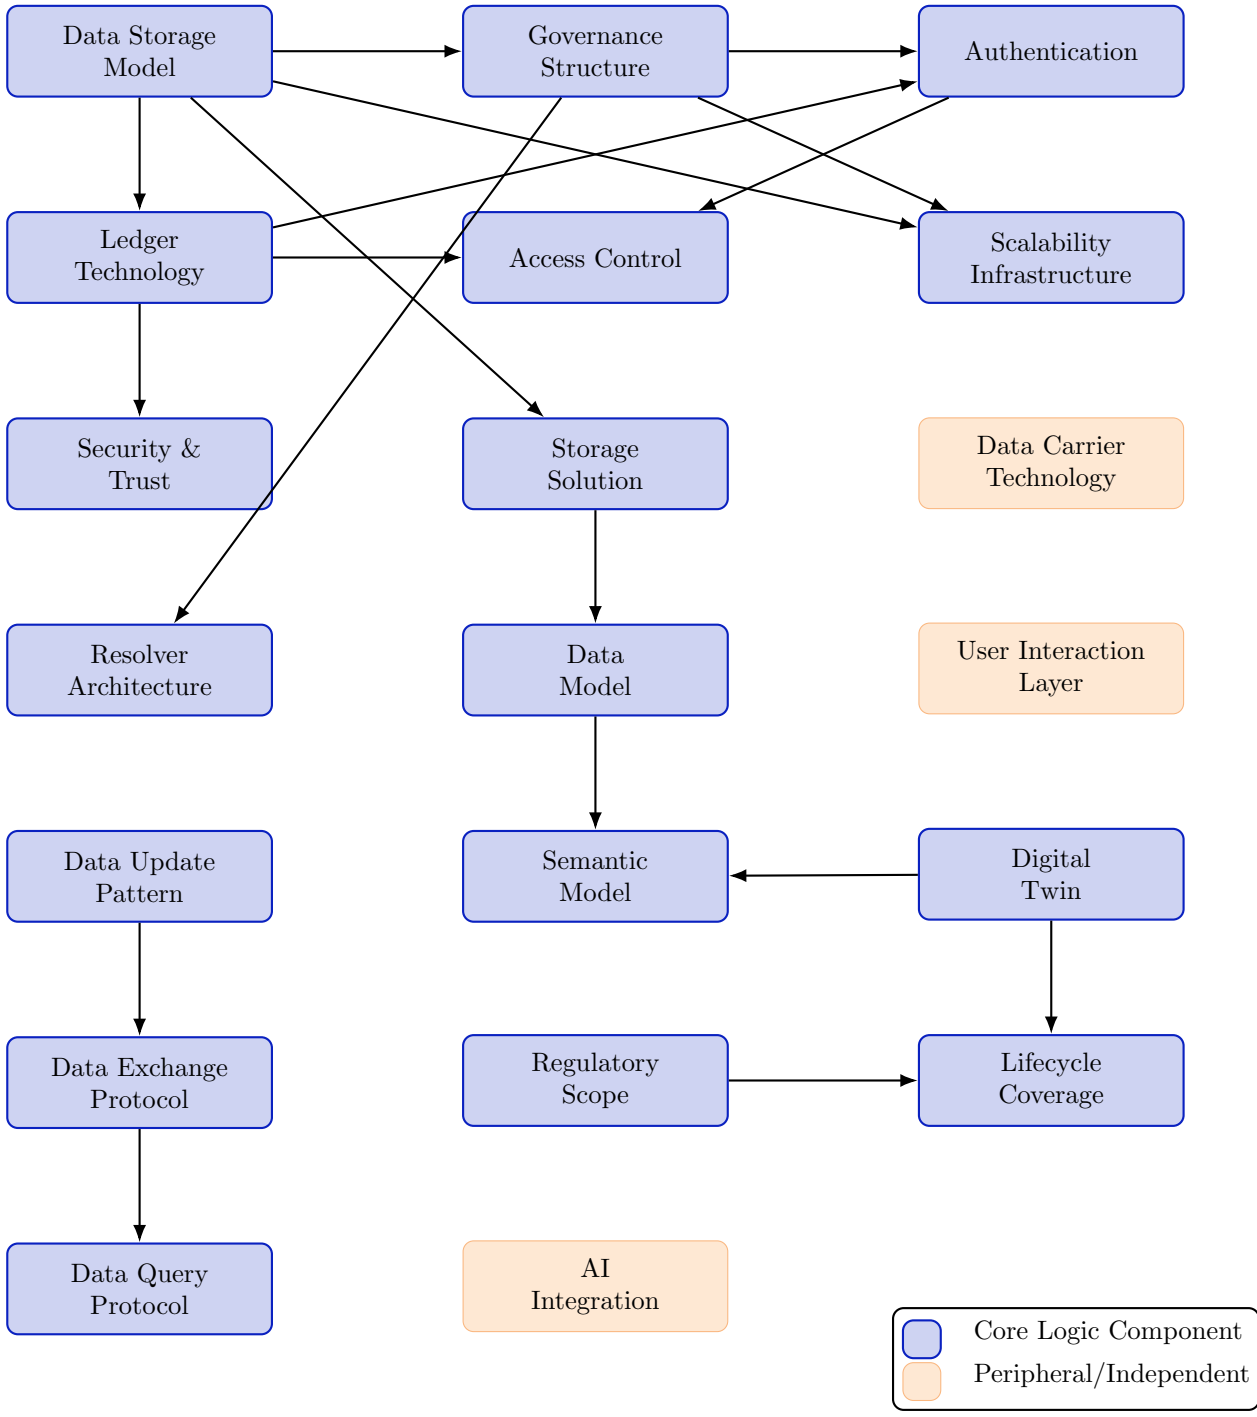 Data Storage
Model
Governance
Structure
Authentication
Ledger
Technology
Access Control
Scalability
Infrastructure
Security &
Trust
Storage
Solution
Data Carrier
Technology
Resolver
Architecture
Data
Model
User Interaction
Layer
Data Update
Pattern
Semantic
Model
Digital
Twin
Data Exchange
Protocol
Regulatory
Scope
Lifecycle
Coverage
Data Query
Protocol
AI
Integration
Core Logic Component
Peripheral/Independent